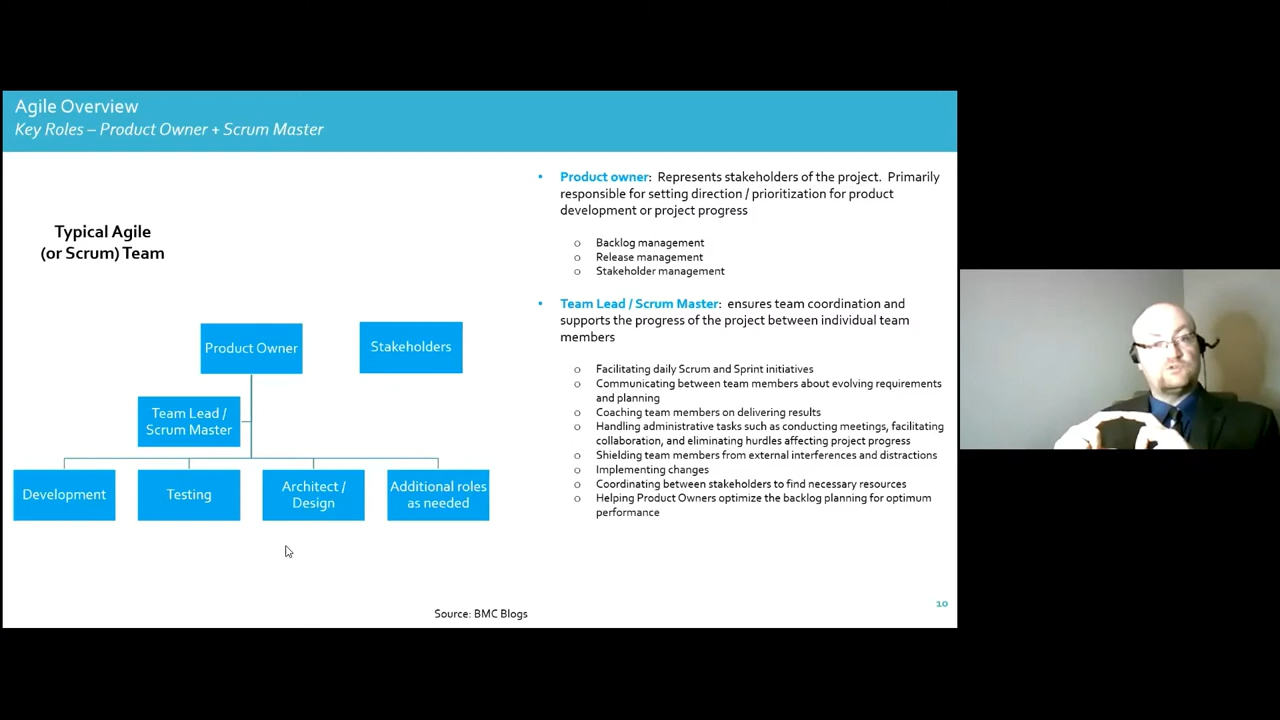 Agile Overview
Key Roles – Product Owner + Scrum Master
Typical Agile
(or Scrum) Team
Product Owner
Stakeholders
Team Lead /
Scrum Master
Development
Testing
Architect /
Design
Additional roles
as needed
• Product owner: Represents stakeholders of the project. Primarily
responsible for setting direction / prioritization for product
development or project progress
o Backlog management
o Release management
o Stakeholder management
• Team Lead / Scrum Master: ensures team coordination and
supports the progress of the project between individual team
members
o Facilitating daily Scrum and Sprint initiatives
o Communicating between team members about evolving requirements
and planning
o Coaching team members on delivering results
o Handling administrative tasks such as conducting meetings, facilitating
collaboration, and eliminating hurdles affecting project progress
o Shielding team members from external interferences and distractions
o Implementing changes
o Coordinating between stakeholders to find necessary resources
o Helping Product Owners optimize the backlog planning for optimum
performance
Source: BMC Blogs
10